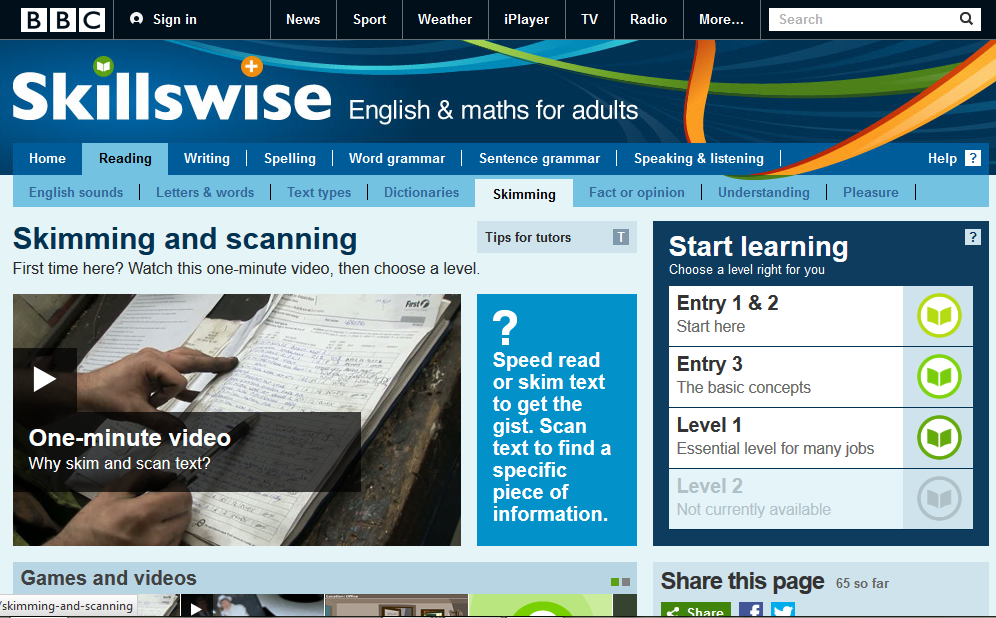 BBC
Sign in
News
Sport
Weather
iPlayer
TV
Radio
More...
Search
Skillswise
English & maths for adults
Home
Reading
Writing
Spelling
Word grammar
Sentence grammar
Speaking & listening
Help ?
English sounds
Letters & words
Text types
Dictionaries
Skimming
Fact or opinion
Understanding
Pleasure
Skimming and scanning
First time here? Watch this one-minute video, then choose a level.
Tips for tutors T
First
One-minute video
Why skim and scan text?
?
Speed read
or skim text
to get the
gist. Scan
text to find a
specific
piece of
information.
Start learning ?
Choose a level right for you
Entry 1 & 2
Start here
Entry 3
The basic concepts
Level 1
Essential level for many jobs
Level 2
Not currently available
Games and videos
/skimming-and-scanning
Share this page 65 so far
Share